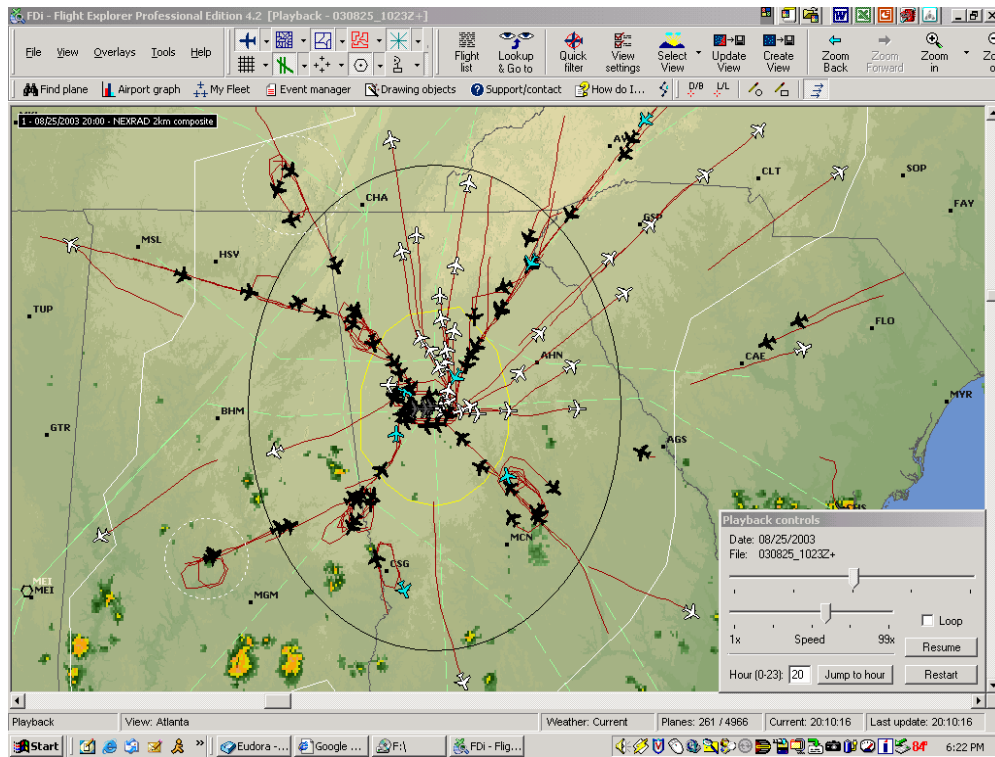 FDi - Flight Explorer Professional Edition 4.2 [Playback - 030825_1023Z+]
File View Overlays Tools Help
Flight list
Lookup & Go to
Quick filter
View settings
Select View
Update View
Create View
Zoom Back
Zoom Forward
Zoom in
Find plane Airport graph My Fleet Event manager Drawing objects Support/contact How do I... D/B L/L
1 - 08/25/2003 20:00 - NEXRAD 2km composite
CLT
SOP
CHA
FAY
GSP
MSL
HSV
TUP
FLO
AHN
CAE
MYR
BHM
GTR
AGS
MCN
CSG
MEI
MEI
MGM
Playback controls
Date: 08/25/2003
File: 030825_1023Z+
Loop
1x Speed 99x
Resume
Hour (0-23): 20 Jump to hour Restart
Playback View: Atlanta Weather: Current Planes: 261 / 4966 Current: 20:10:16 Last update: 20:10:16
Start » Eudora -... Google ... F:\ FDi - Flig... 84° 6:22 PM